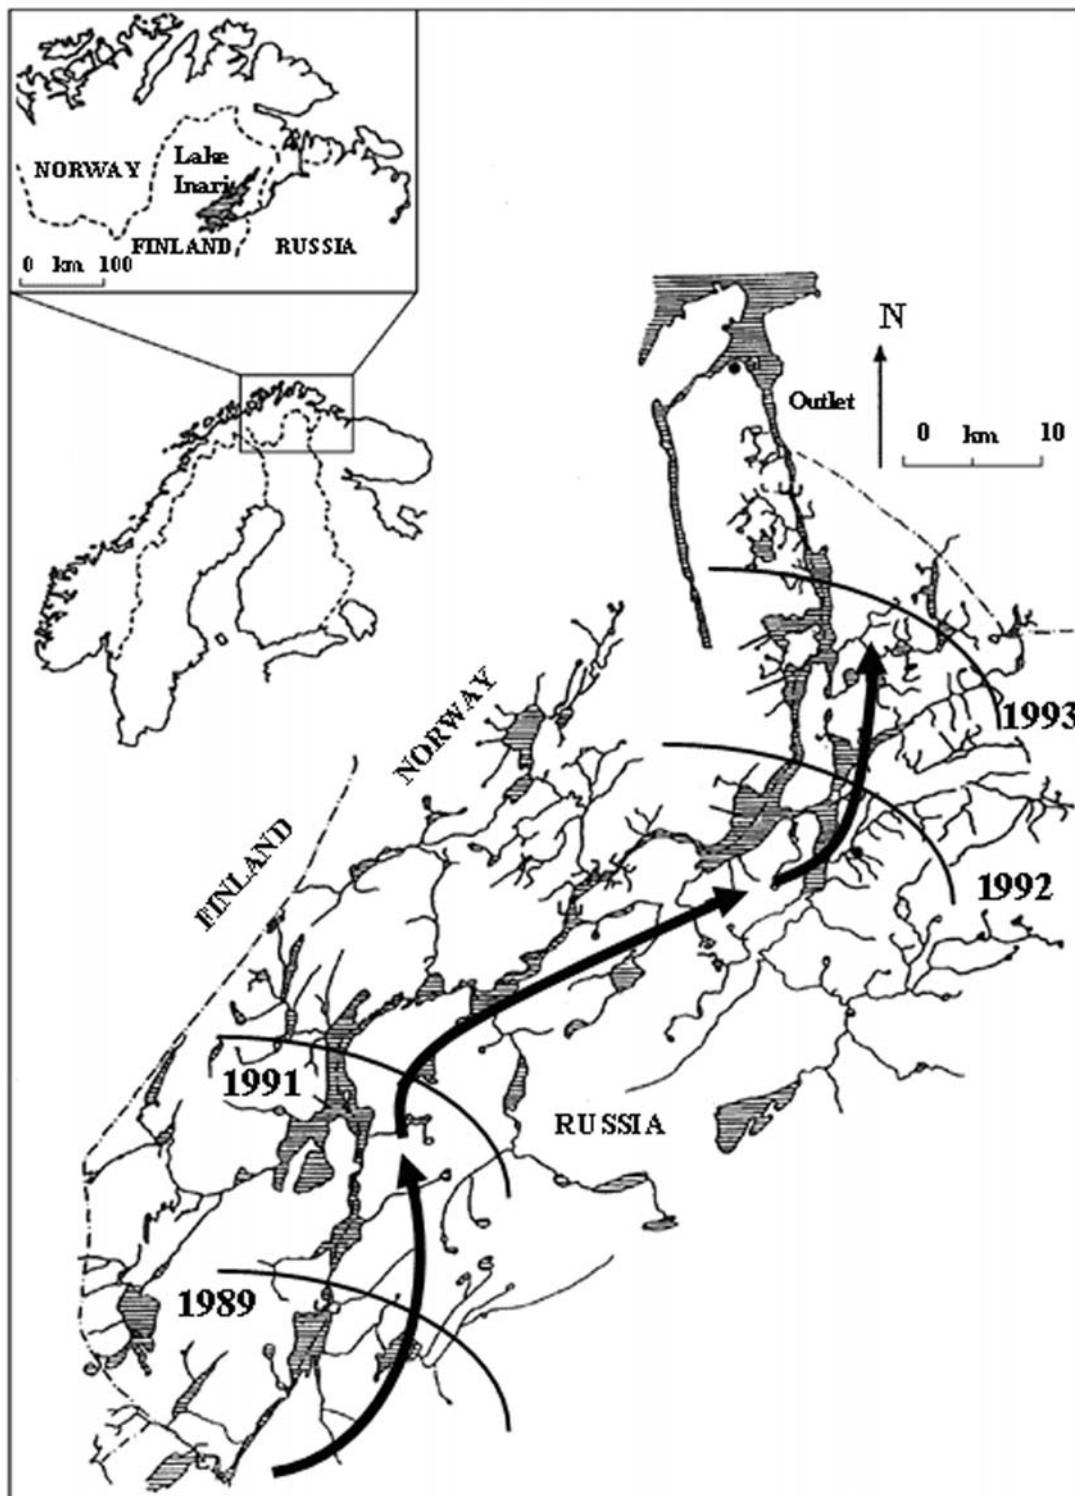 NORWAY
Lake
Inari
FINLAND
RUSSIA
0 km 100
N
Outlet
0 km 10
1993
NORWAY
FINLAND
1992
1991
RUSSIA
1989